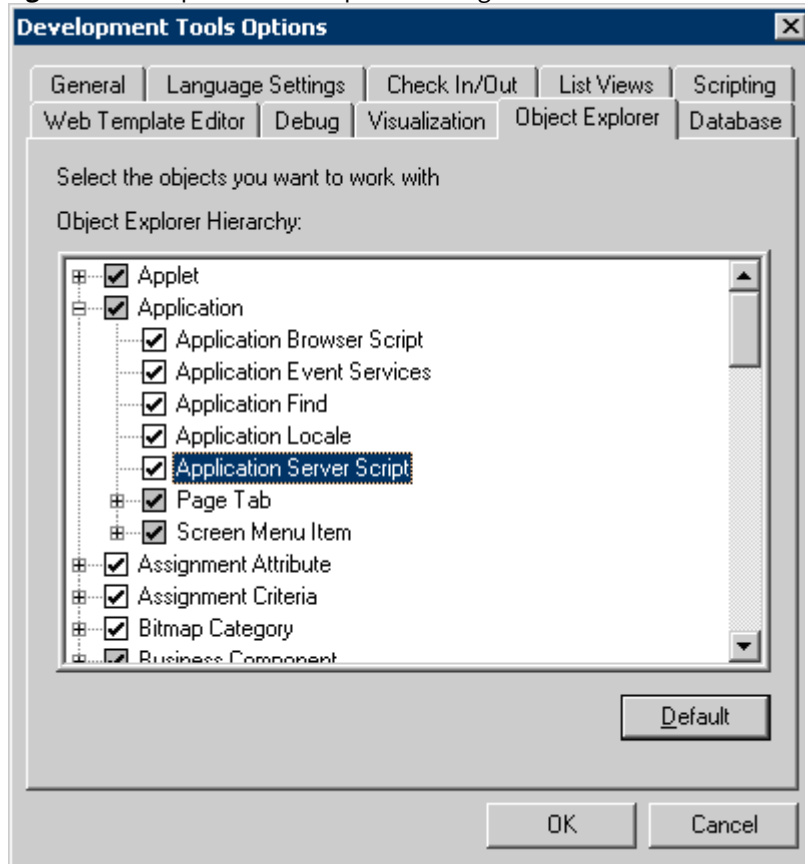 Development Tools Options
General Language Settings Check In/Out List Views Scripting
Web Template Editor Debug Visualization Object Explorer Database
Select the objects you want to work with
Object Explorer Hierarchy:
Applet
Application
Application Browser Script
Application Event Services
Application Find
Application Locale
Application Server Script
Page Tab
Screen Menu Item
Assignment Attribute
Assignment Criteria
Bitmap Category
Business Component
Default
OK Cancel